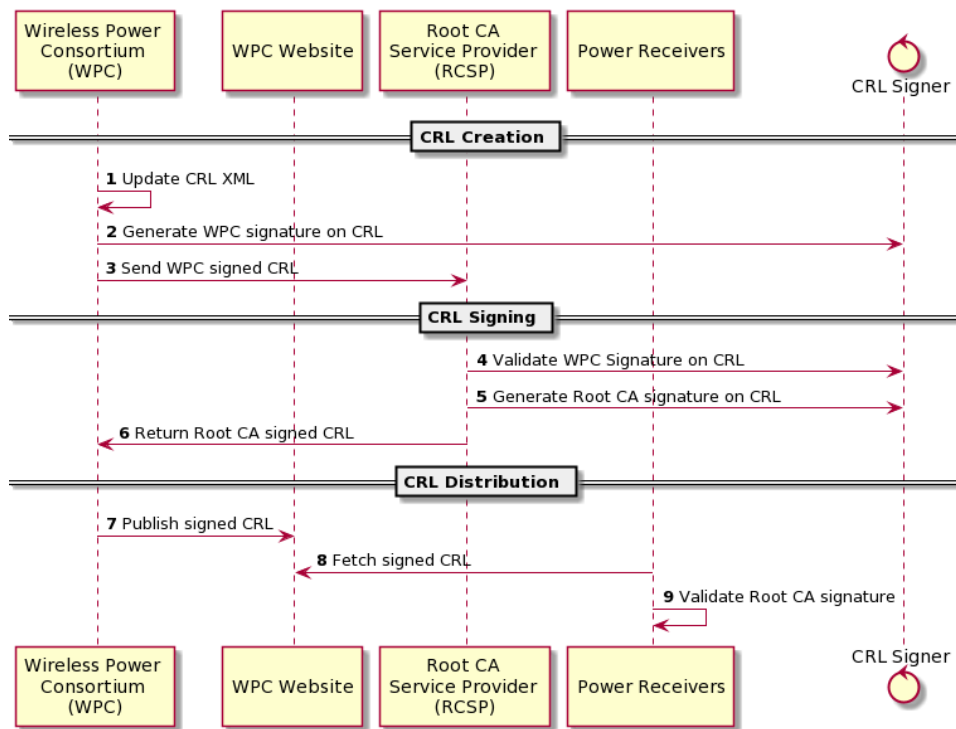 Wireless Power
Consortium
(WPC)
WPC Website
Root CA
Service Provider
(RCSP)
Power Receivers
CRL Signer
CRL Creation
1 Update CRL XML
2 Generate WPC signature on CRL
3 Send WPC signed CRL
CRL Signing
4 Validate WPC Signature on CRL
5 Generate Root CA signature on CRL
6 Return Root CA signed CRL
CRL Distribution
7 Publish signed CRL
8 Fetch signed CRL
9 Validate Root CA signature
Wireless Power
Consortium
(WPC)
WPC Website
Root CA
Service Provider
(RCSP)
Power Receivers
CRL Signer